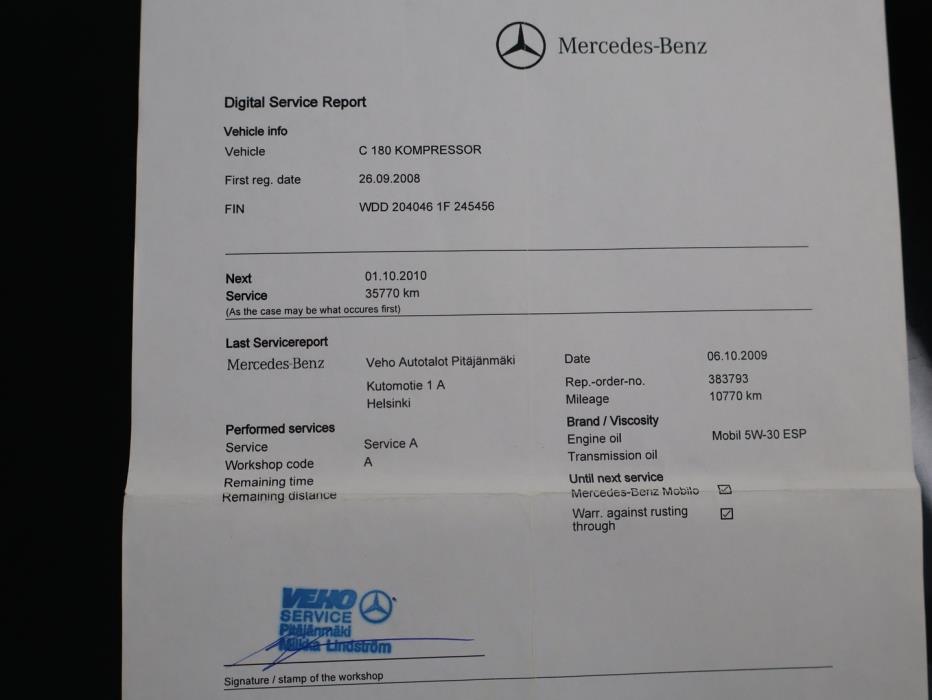 Mercedes-Benz
Digital Service Report
Vehicle info
Vehicle C 180 KOMPRESSOR
First reg. date 26.09.2008
FIN WDD 204046 1F 245456
Next 01.10.2010
Service 35770 km
(As the case may be what occures first)
Last Servicereport
Mercedes-Benz Veho Autotalot Pitäjänmäki Date 06.10.2009
Kutomotie 1 A Rep.-order-no. 383793
Helsinki Mileage 10770 km
Performed services Brand / Viscosity
Service Service A Engine oil Mobil 5W-30 ESP
Workshop code A Transmission oil
Remaining time Until next service
Remaining distance Mercedes-Benz Mobilo
Warr. against rusting
through
VEHO
SERVICE
Pitäjänmäki
Miikka Lindström
Signature / stamp of the workshop